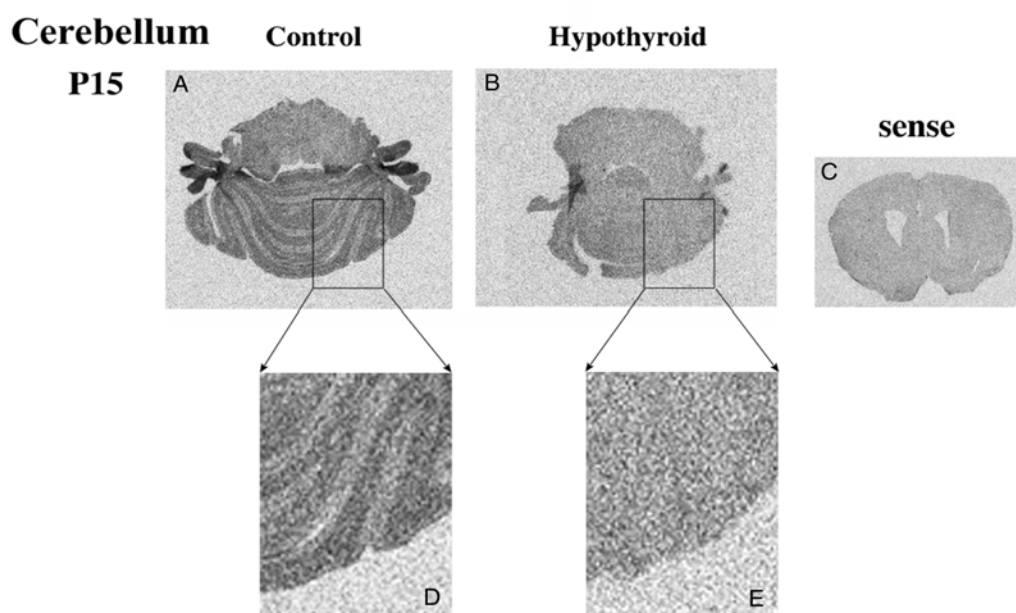 Cerebellum
P15
Control
Hypothyroid
sense
A
B
C
D
E